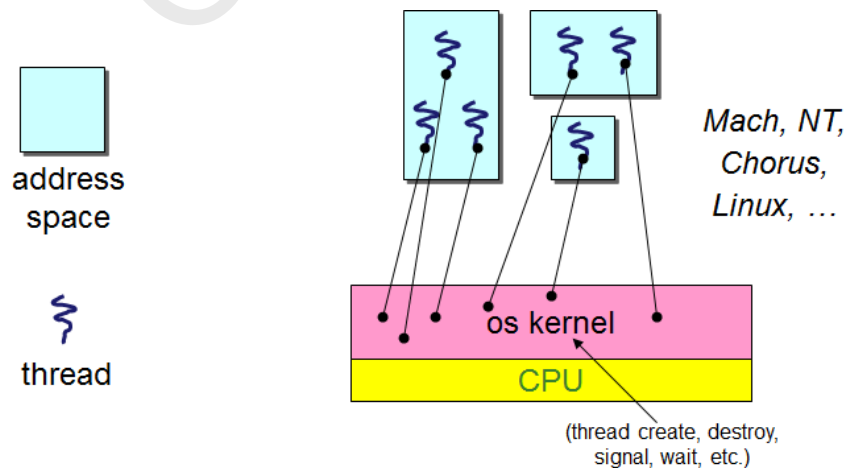 address
space
thread
Mach, NT,
Chorus,
Linux, …
os kernel
CPU
(thread create, destroy,
signal, wait, etc.)